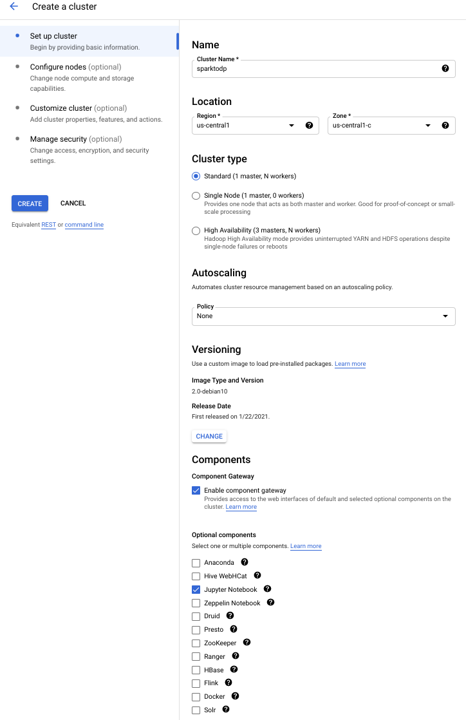 Create a cluster
Set up cluster
Begin by providing basic information.
Configure nodes (optional)
Change node compute and storage
capabilities.
Customize cluster (optional)
Add cluster properties, features, and actions.
Manage security (optional)
Change access, encryption, and security
settings.
CREATE CANCEL
Equivalent REST or command line
Name
Cluster Name *
sparktodp
Location
Region *
us-central1
Zone *
us-central1-c
Cluster type
Standard (1 master, N workers)
Single Node (1 master, 0 workers)
Provides one node that acts as both master and worker. Good for proof-of-concept or small-
scale processing
High Availability (3 masters, N workers)
Hadoop High Availability mode provides uninterrupted YARN and HDFS operations despite
single-node failures or reboots
Autoscaling
Automates cluster resource management based on an autoscaling policy.
Policy
None
Versioning
Use a custom image to load pre-installed packages. Learn more
Image Type and Version
2.0-debian10
Release Date
First released on 1/22/2021.
CHANGE
Components
Component Gateway
Enable component gateway
Provides access to the web interfaces of default and selected optional components on the
cluster. Learn more
Optional components
Select one or multiple components. Learn more
Anaconda
Hive WebHCat
Jupyter Notebook
Zeppelin Notebook
Druid
Presto
ZooKeeper
Ranger
HBase
Flink
Docker
Solr